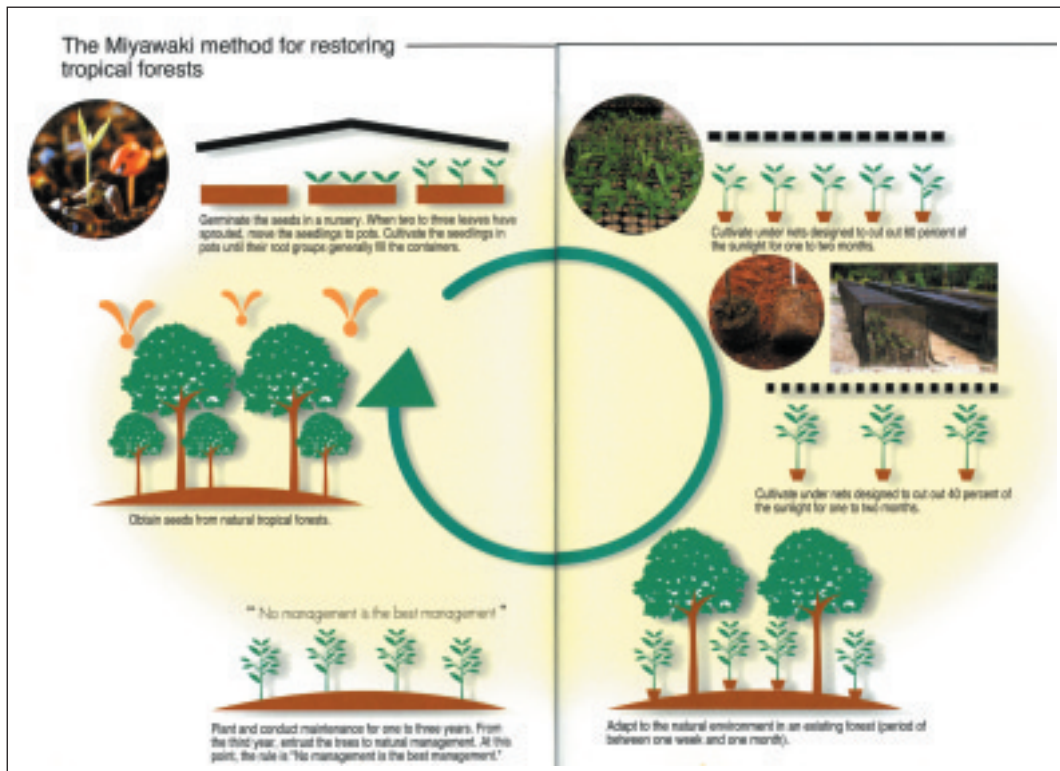 The Miyawaki method for restoring
tropical forests
Germinate the seeds in a nursery. When two to three leaves have
sprouted, move the seedlings to pots. Cultivate the seedlings in
pots until their root groups generally fill the containers.
Cultivate under nets designed to cut out 60 percent of
the sunlight for one to two months.
Cultivate under nets designed to cut out 40 percent of
the sunlight for one to two months.
Adapt to the natural environment in an existing forest (period of
between one week and one month).
" No management is the best management "
Plant and conduct maintenance for one to three years. From
the third year, entrust the trees to natural management. At this
point, the rule is "No management is the best management."
Obtain seeds from natural tropical forests.